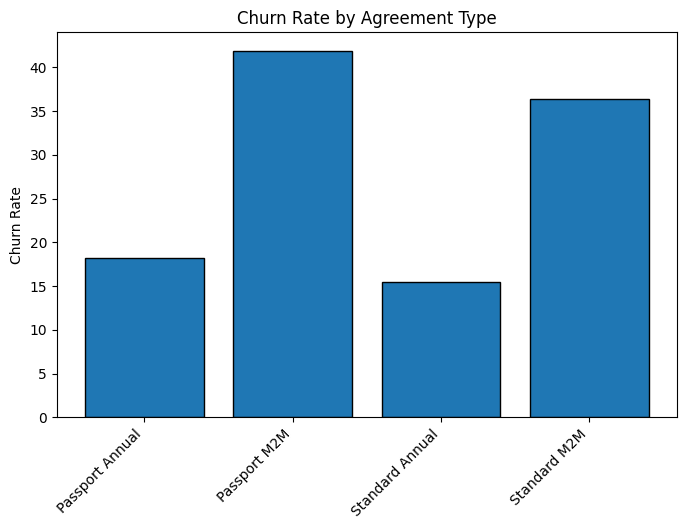 Churn Rate by Agreement Type
Churn Rate
40
35
30
25
20
15
10
5
0
Passport Annual
Passport M2M
Standard Annual
Standard M2M